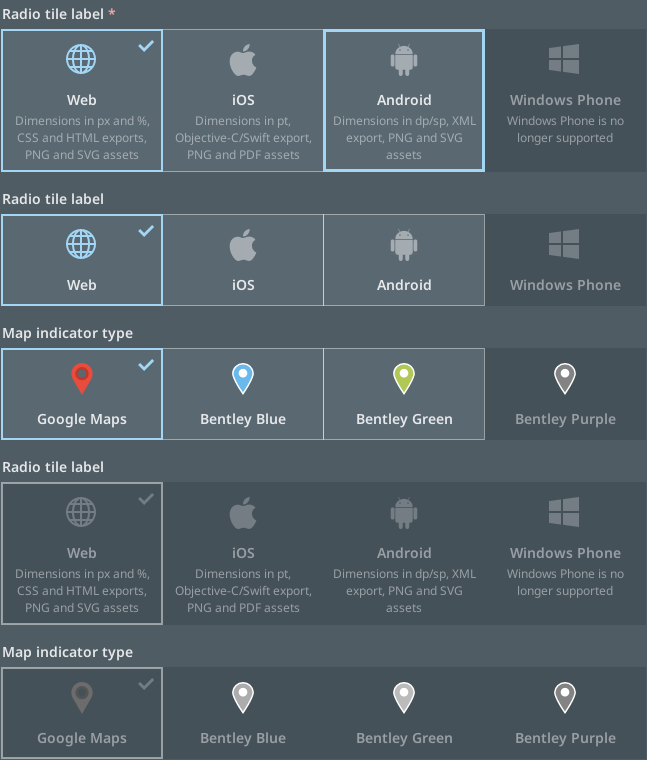 Radio tile label *
Web
Dimensions in px and %,
CSS and HTML exports,
PNG and SVG assets
iOS
Dimensions in pt,
Objective-C/Swift export,
PNG and PDF assets
Android
Dimensions in dp/sp, XML
export, PNG and SVG
assets
Windows Phone
Windows Phone is no
longer supported
Radio tile label
Web
iOS
Android
Windows Phone
Map indicator type
Google Maps
Bentley Blue
Bentley Green
Bentley Purple
Radio tile label
Web
Dimensions in px and %,
CSS and HTML exports,
PNG and SVG assets
iOS
Dimensions in pt,
Objective-C/Swift export,
PNG and PDF assets
Android
Dimensions in dp/sp, XML
export, PNG and SVG
assets
Windows Phone
Windows Phone is no
longer supported
Map indicator type
Google Maps
Bentley Blue
Bentley Green
Bentley Purple